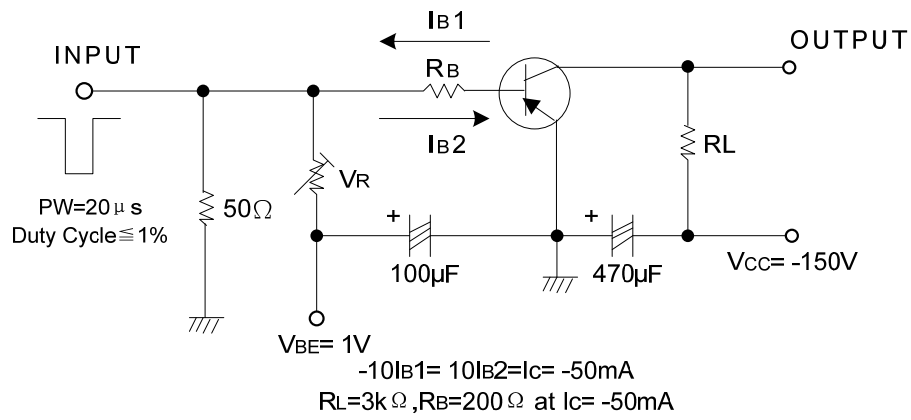 IB1
INPUT
OUTPUT
RB
IB2
RL
VR
PW=20μs
50Ω
Duty Cycle≦1%
+
+
100μF
470μF
VCC= -150V
VBE= 1V
-10IB1= 10IB2=IC= -50mA
RL=3kΩ,RB=200Ω at IC= -50mA